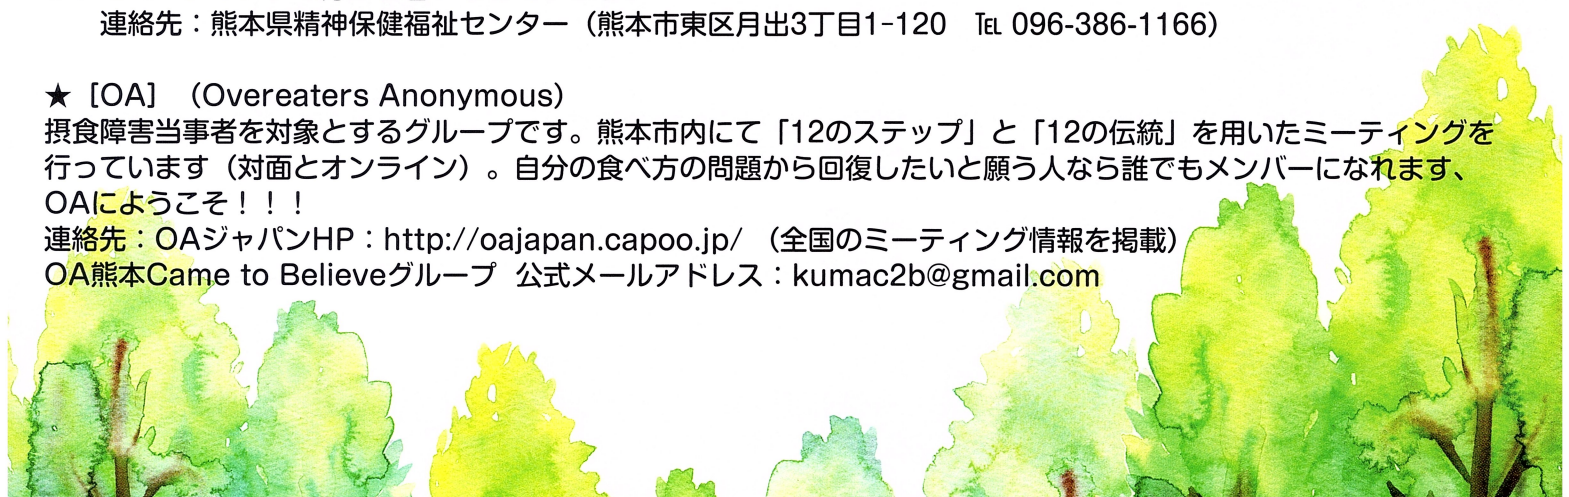 連絡先：熊本県精神保健福祉センター（熊本市東区月出3丁目1-120　℡ 096-386-1166）
★［OA］（Overeaters Anonymous）
摂食障害当事者を対象とするグループです。熊本市内にて「12のステップ」と「12の伝統」を用いたミーティングを
行っています（対面とオンライン）。自分の食べ方の問題から回復したいと願う人なら誰でもメンバーになれます、
OAにようこそ！！！
連絡先：OAジャパンHP：http://oajapan.capoo.jp/ （全国のミーティング情報を掲載）
OA熊本Came to Believeグループ 公式メールアドレス：kumac2b@gmail.com